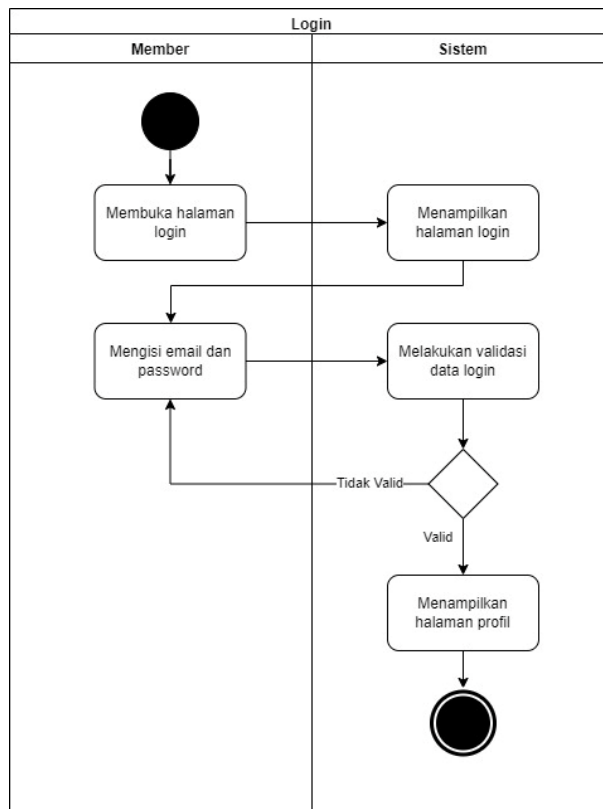 Login
Member
Sistem
Membuka halaman
login
Menampilkan
halaman login
Mengisi email dan
password
Melakukan validasi
data login
Tidak Valid
Valid
Menampilkan
halaman profil